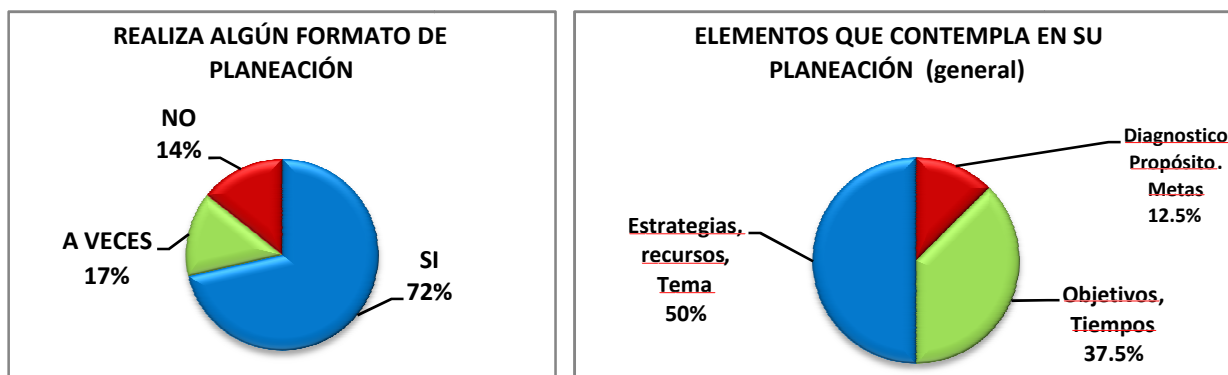 REALIZA ALGÚN FORMATO DE
PLANEACIÓN
NO
14%
A VECES
17%
SI
72%
ELEMENTOS QUE CONTEMPLA EN SU
PLANEACIÓN (general)
Diagnostico
Propósito.
Metas
12.5%
Estrategias,
recursos,
Tema
50%
Objetivos,
Tiempos
37.5%